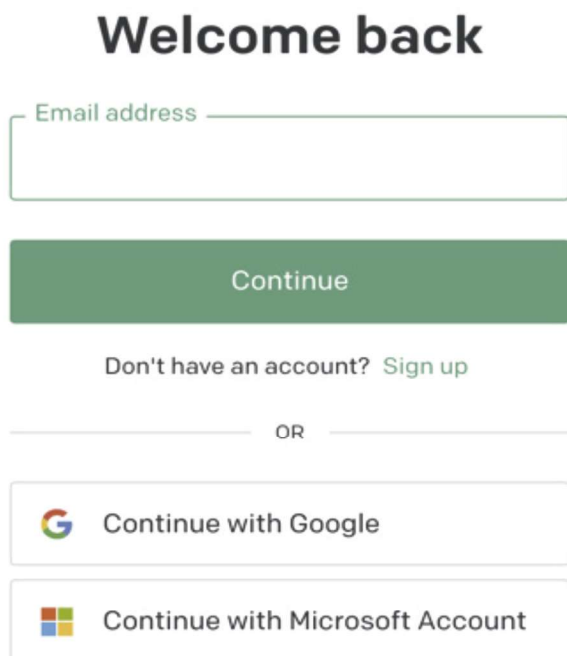 Welcome back
Email address
Continue
Don't have an account? Sign up
OR
Continue with Google
Continue with Microsoft Account